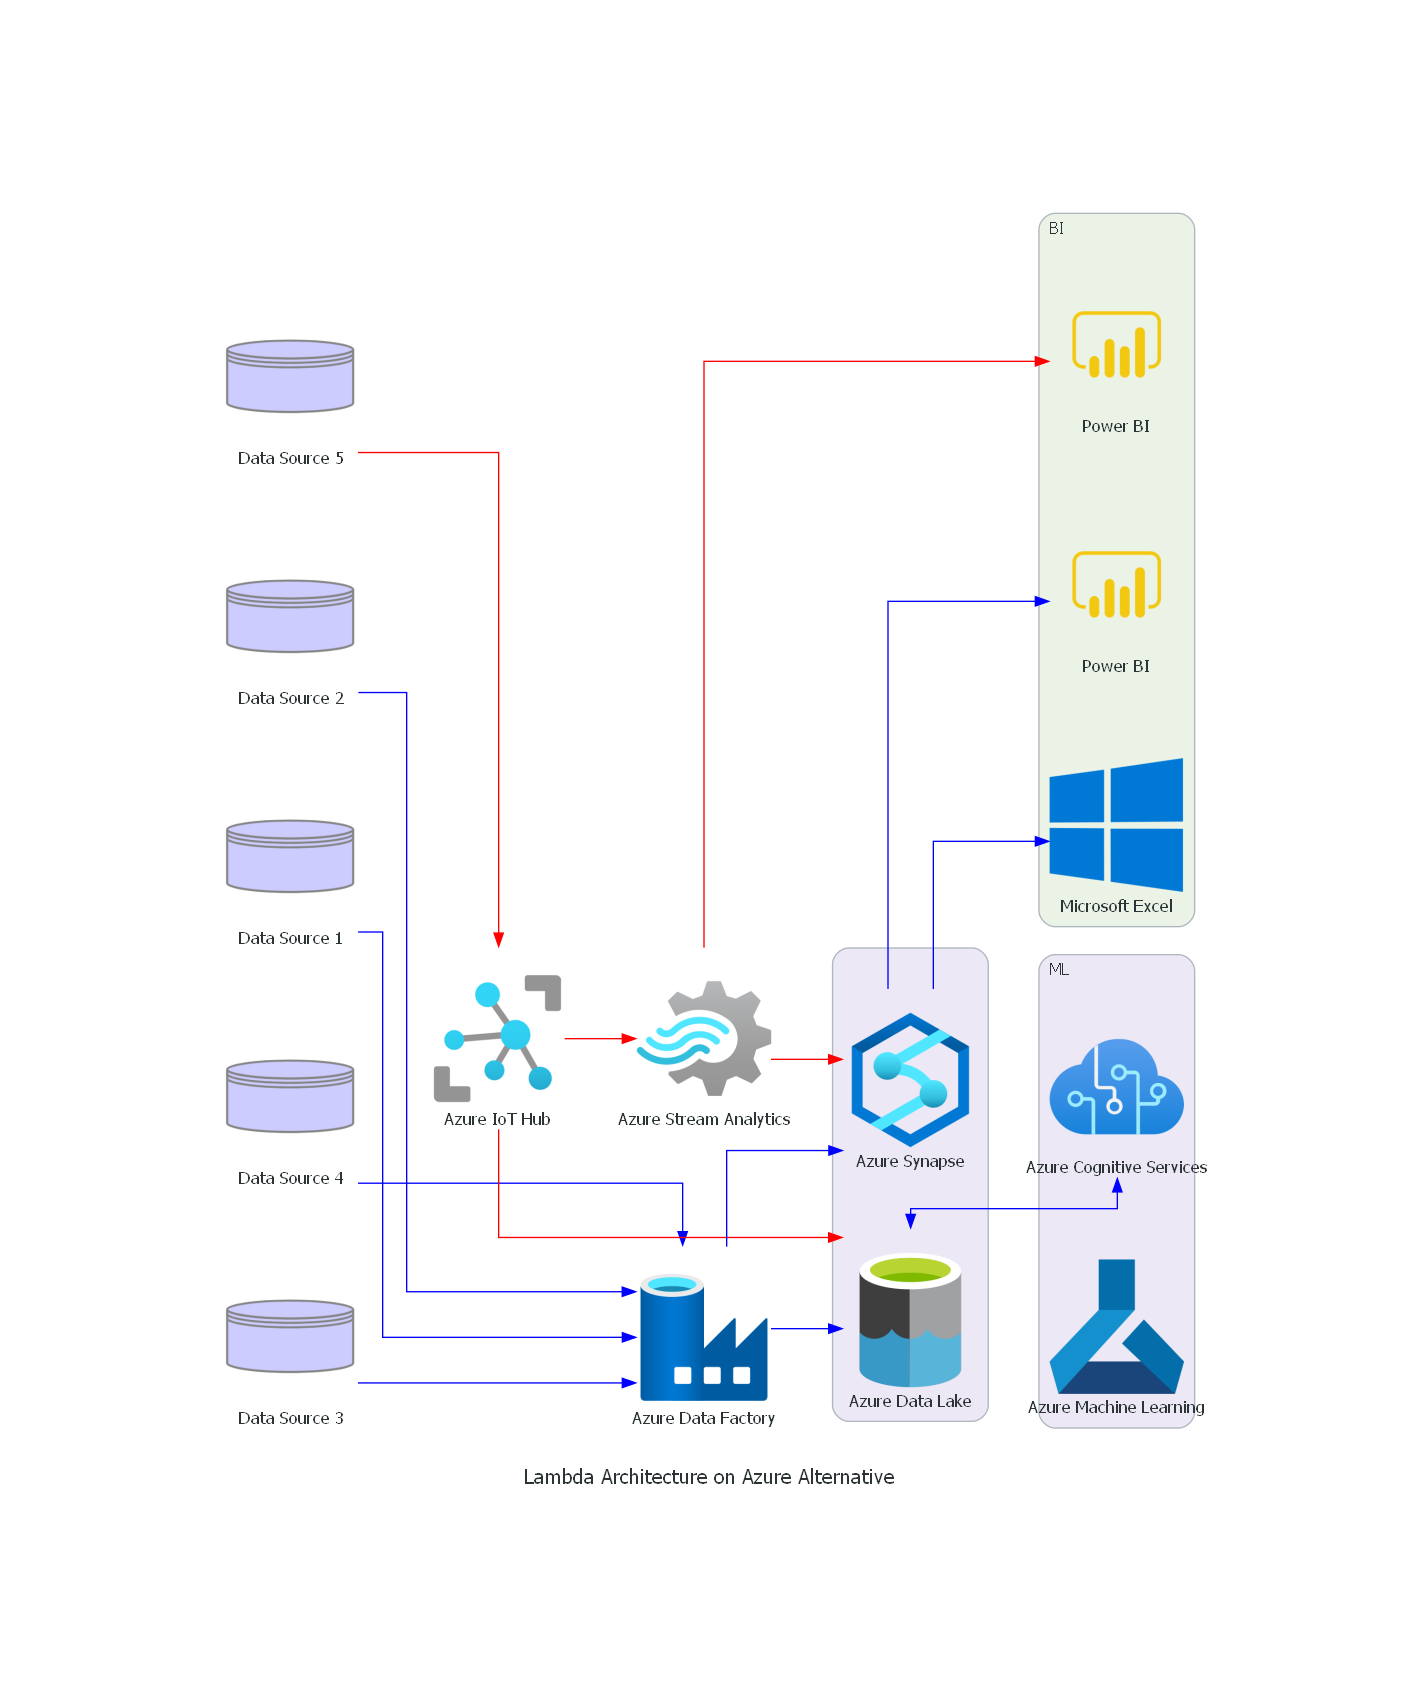 BI
Power BI
Data Source 5
Power BI
Data Source 2
Microsoft Excel
Data Source 1
ML
Azure IoT Hub
Azure Stream Analytics
Azure Synapse
Azure Cognitive Services
Data Source 4
Azure Data Lake
Azure Machine Learning
Data Source 3
Azure Data Factory
Lambda Architecture on Azure Alternative